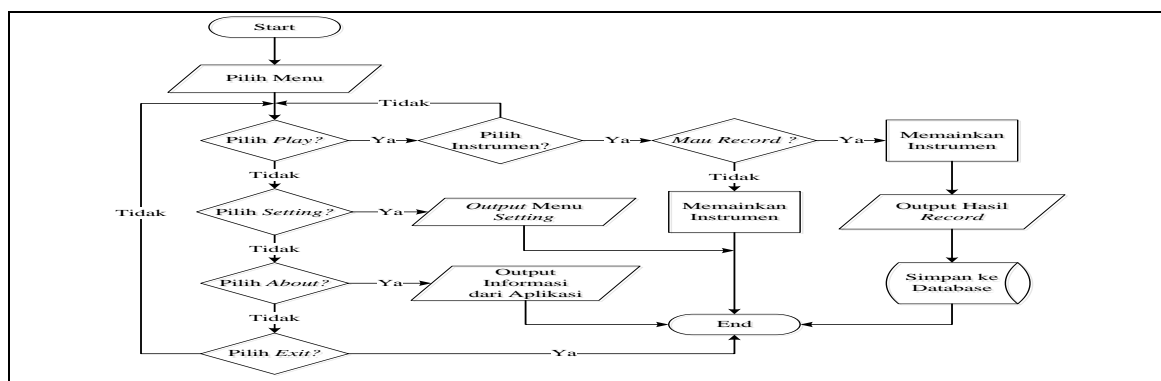 Start
Pilih Menu
Tidak
Pilih Play?
Ya
Pilih
Instrumen?
Ya
Mau Record ?
Ya
Memainkan
Instrumen
Tidak
Tidak
Tidak
Pilih Setting?
Ya
Output Menu
Setting
Memainkan
Instrumen
Output Hasil
Record
Tidak
Pilih About?
Ya
Output
Informasi
dari Aplikasi
Simpan ke
Database
Tidak
End
Pilih Exit?
Ya